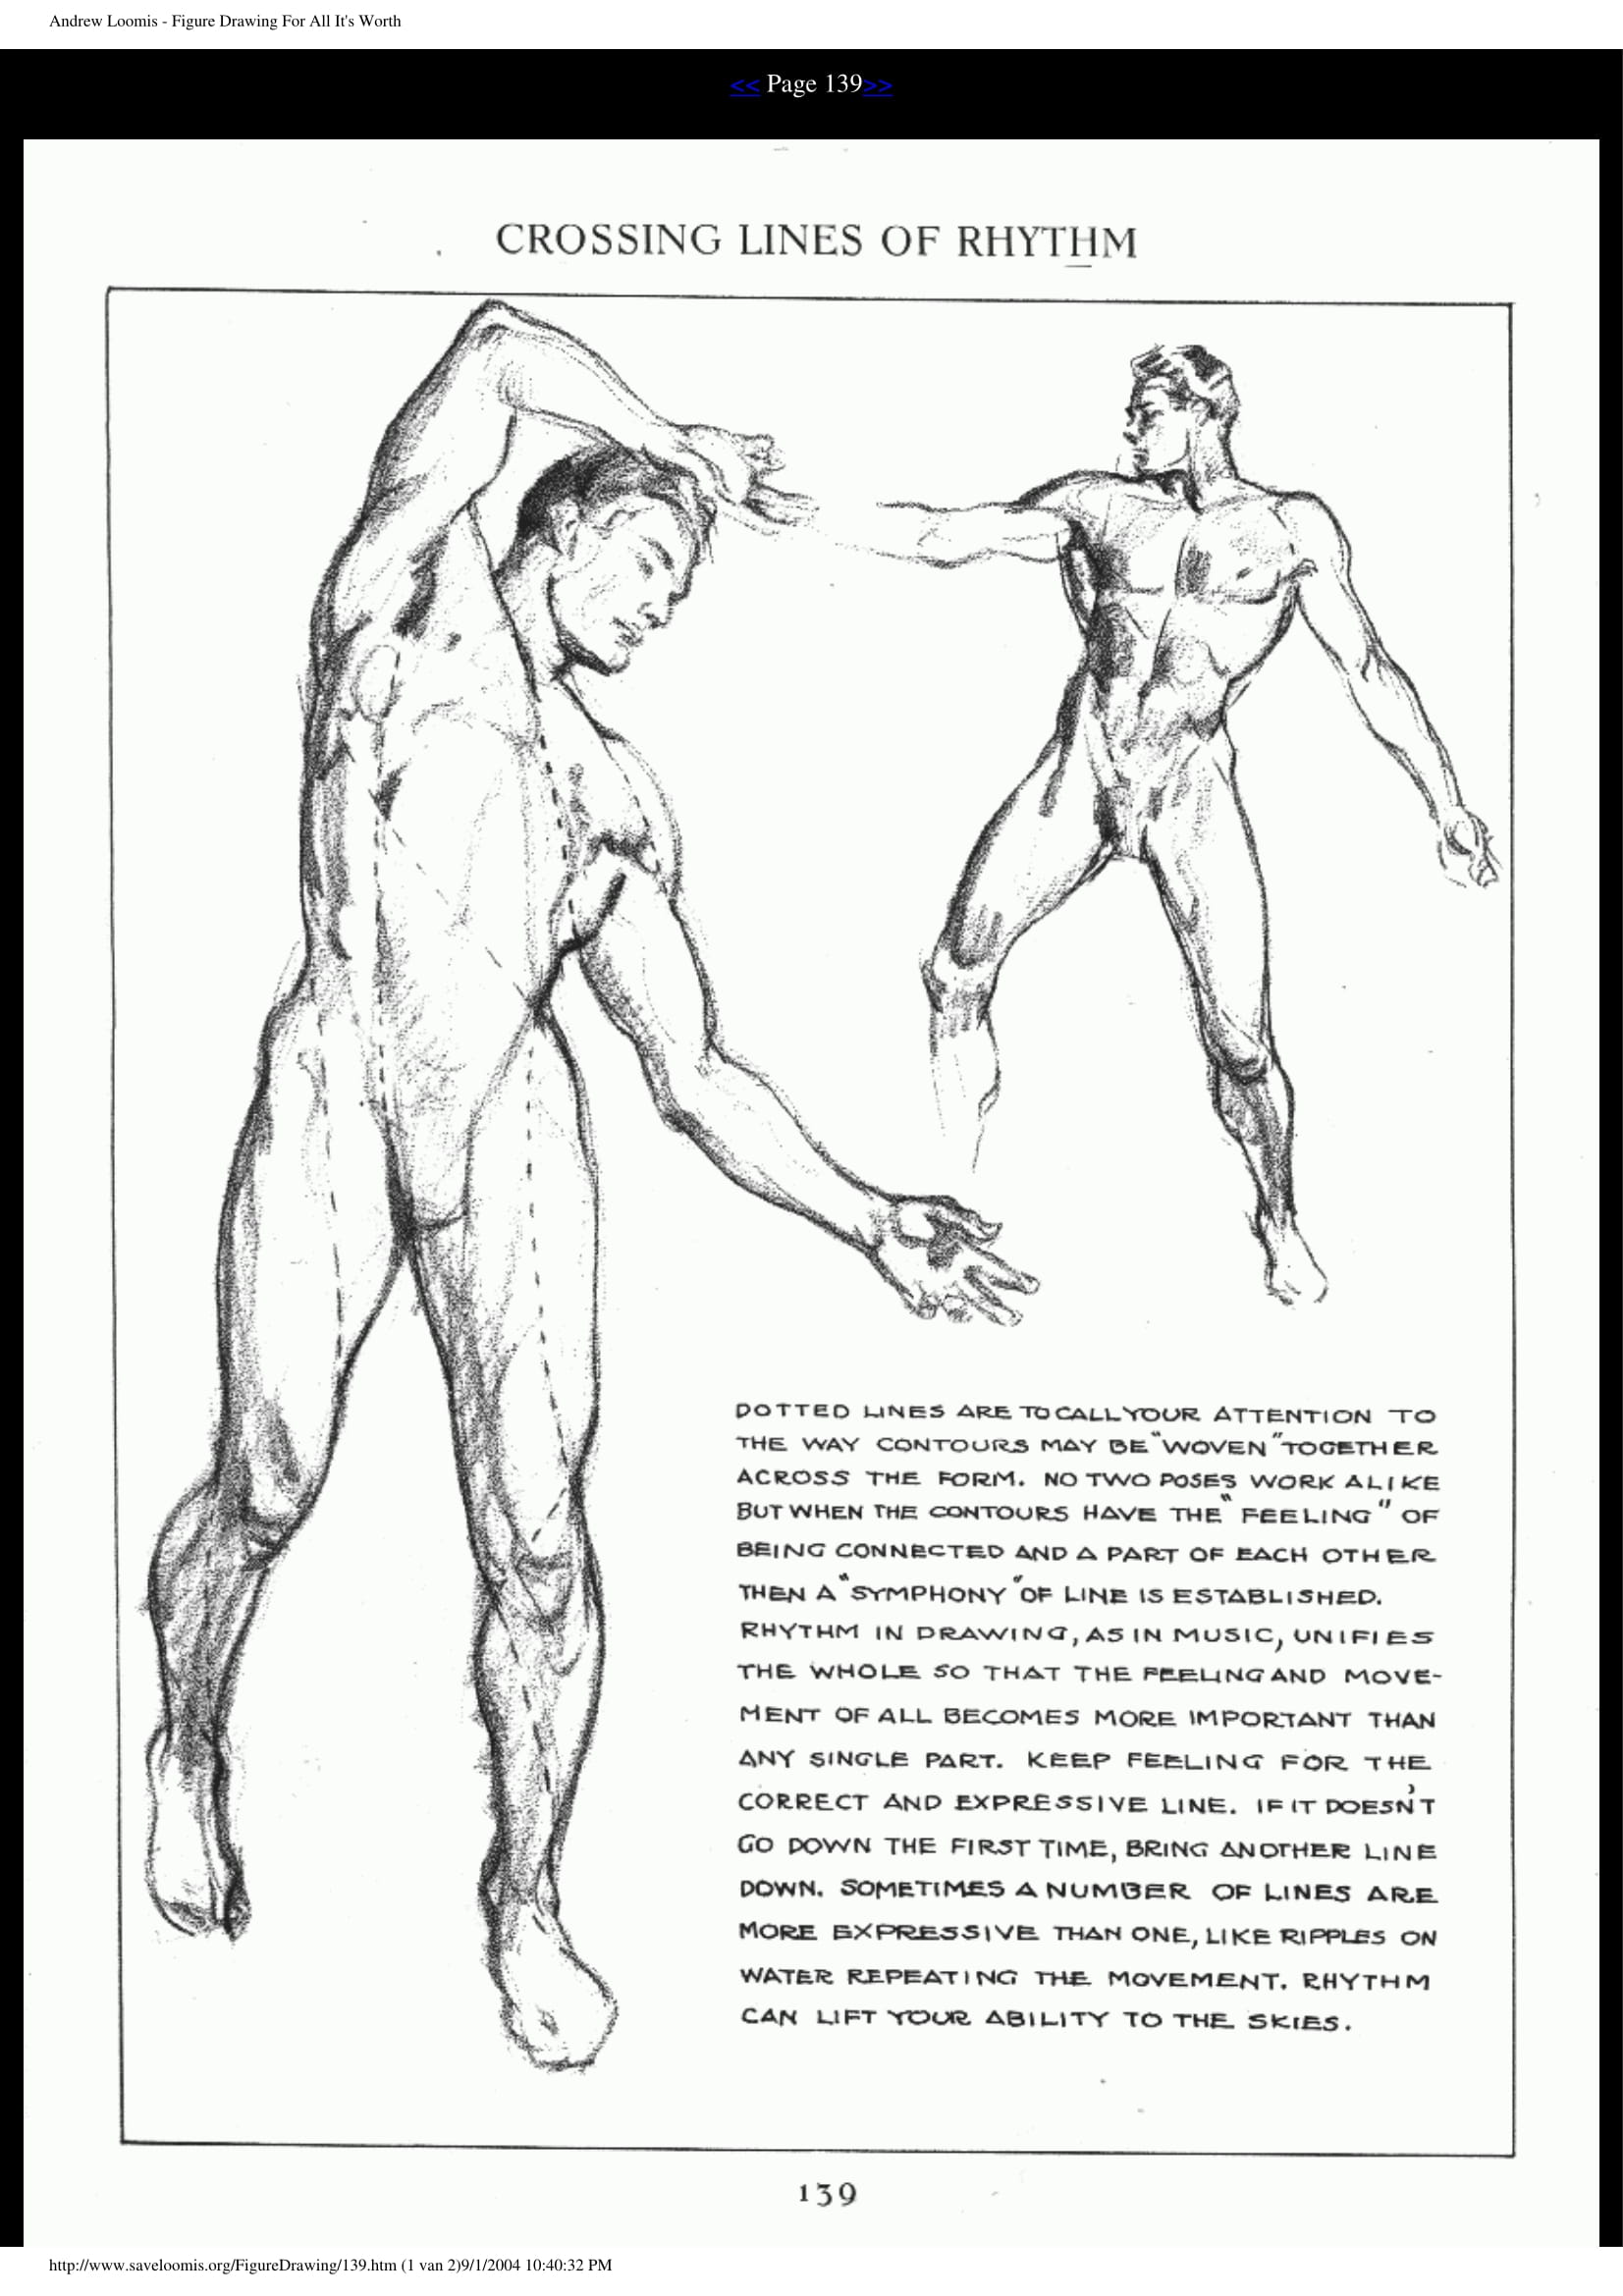 Andrew Loomis - Figure Drawing For All It's Worth
<< Page 139>>
CROSSING LINES OF RHYTHM
DOTTED LINES ARE TO CALL YOUR ATTENTION TO
THE WAY CONTOURS MAY BE "WOVEN" TOGETHER
ACROSS THE FORM. NO TWO POSES WORK ALIKE
BUT WHEN THE CONTOURS HAVE THE "FEELING" OF
BEING CONNECTED AND A PART OF EACH OTHER
THEN A "SYMPHONY" OF LINE IS ESTABLISHED.
RHYTHM IN DRAWING, AS IN MUSIC, UNIFIES
THE WHOLE SO THAT THE FEELING AND MOVE-
MENT OF ALL BECOMES MORE IMPORTANT THAN
ANY SINGLE PART. KEEP FEELING FOR THE
CORRECT AND EXPRESSIVE LINE. IF IT DOESN'T
GO DOWN THE FIRST TIME, BRING ANOTHER LINE
DOWN. SOMETIMES A NUMBER OF LINES ARE
MORE EXPRESSIVE THAN ONE, LIKE RIPPLES ON
WATER REPEATING THE MOVEMENT. RHYTHM
CAN LIFT YOUR ABILITY TO THE SKIES.
139
http://www.saveloomis.org/FigureDrawing/139.htm (1 van 2)9/1/2004 10:40:32 PM